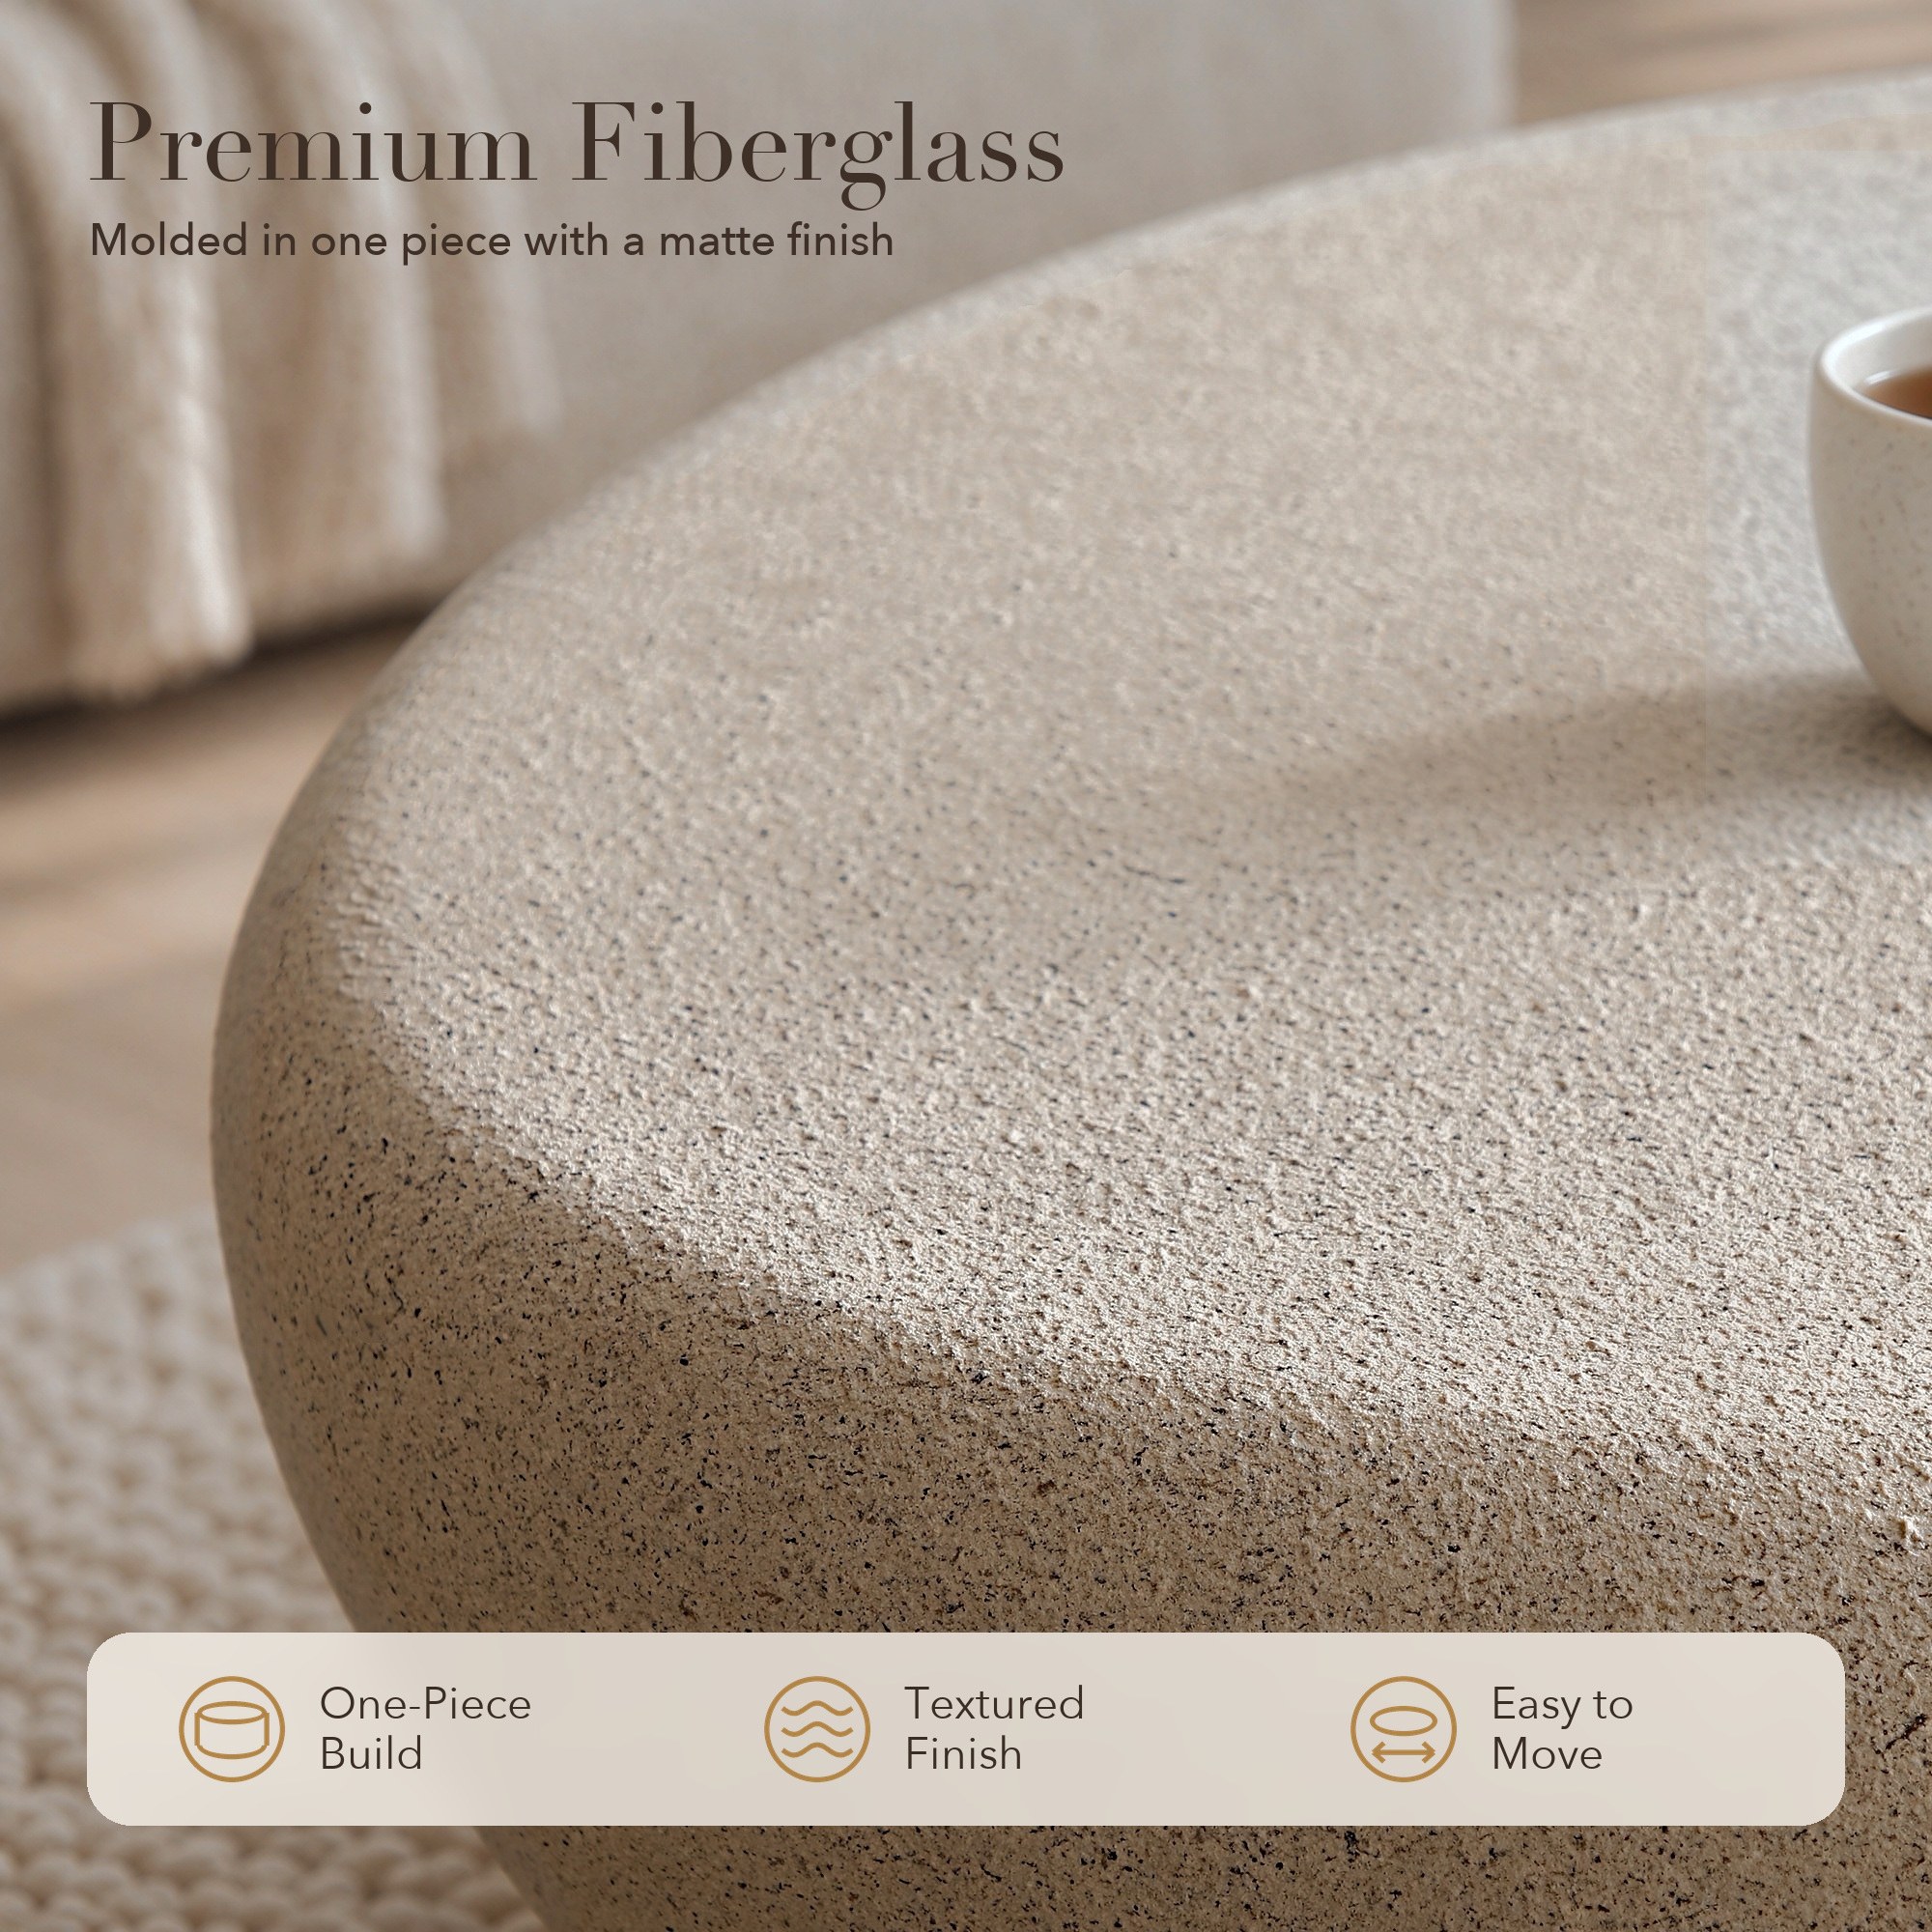 Premium Fiberglass
Molded in one piece with a matte finish
One-Piece
Build
Textured
Finish
Easy to
Move